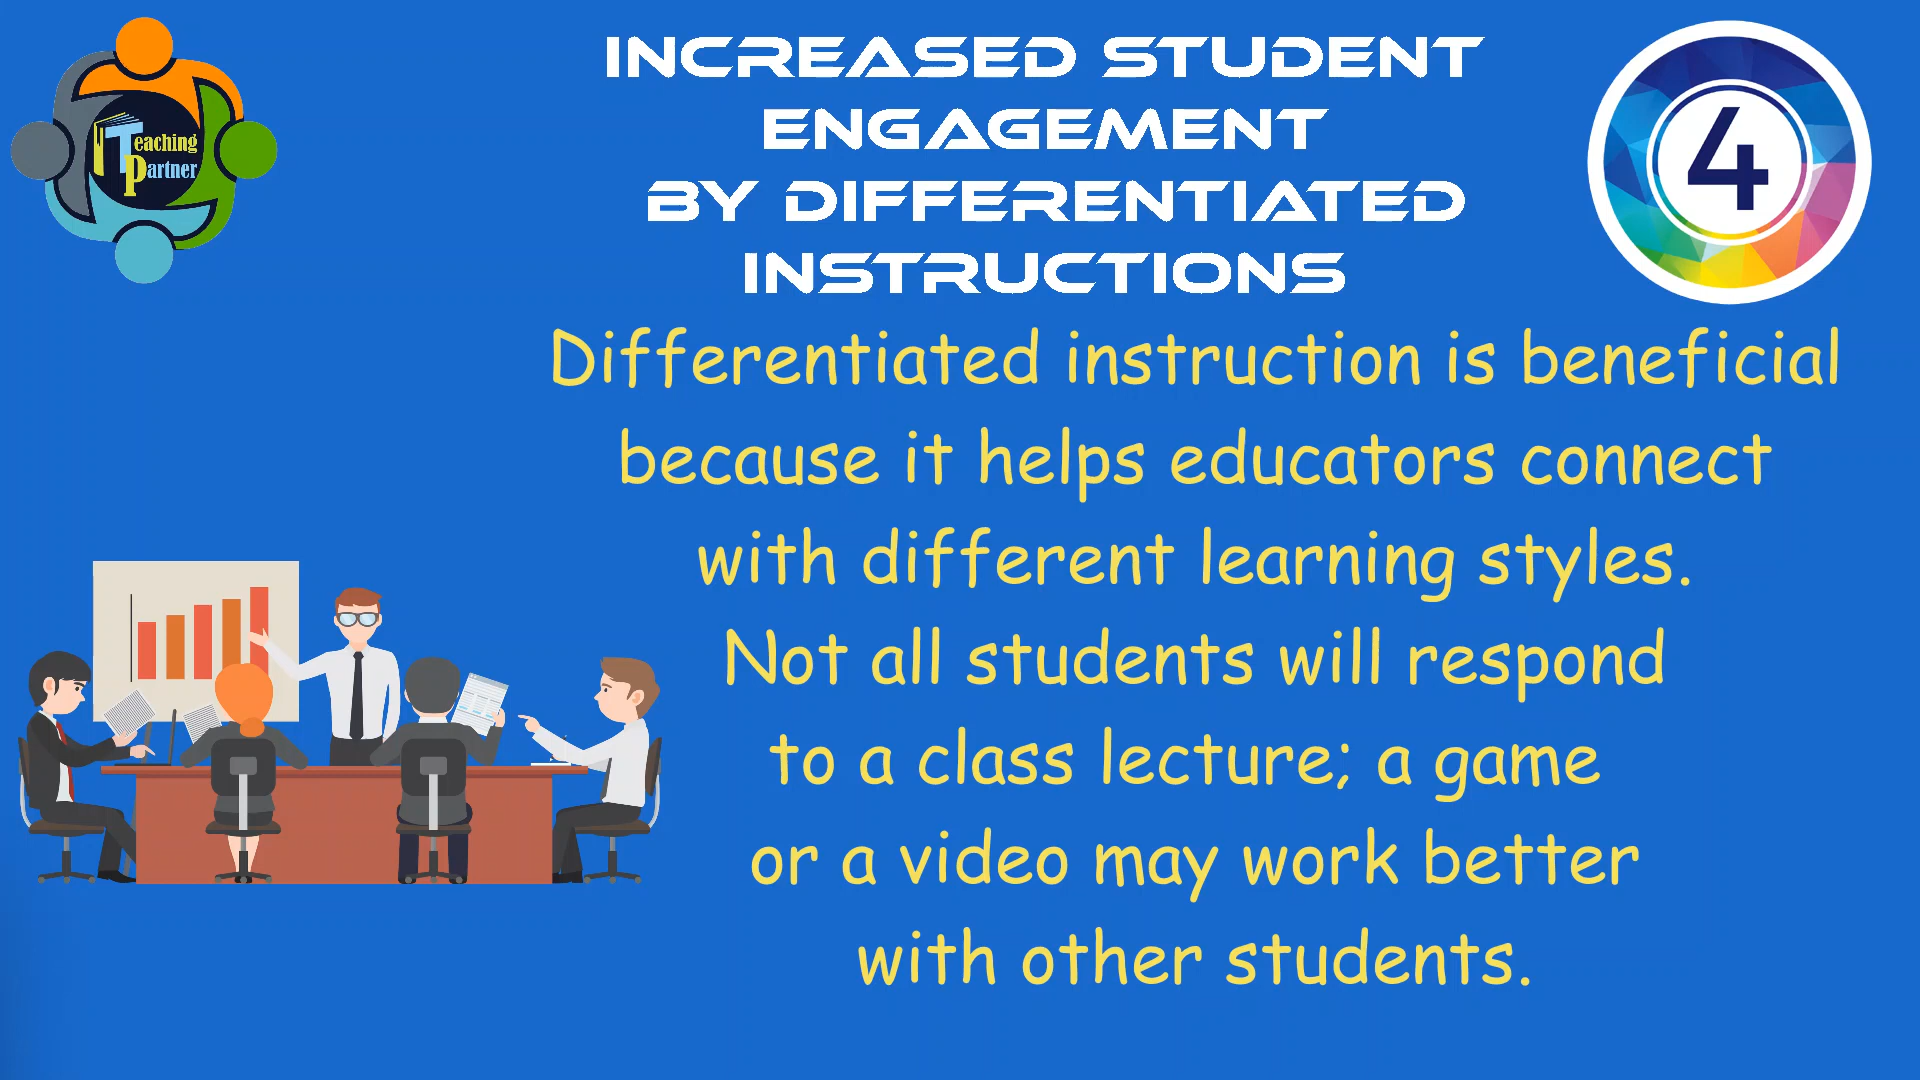 Teaching
Partner
INCREASED STUDENT
ENGAGEMENT
BY DIFFERENTIATED
INSTRUCTIONS
4
Differentiated instruction is beneficial
because it helps educators connect
with different learning styles.
Not all students will respond
to a class lecture; a game
or a video may work better
with other students.